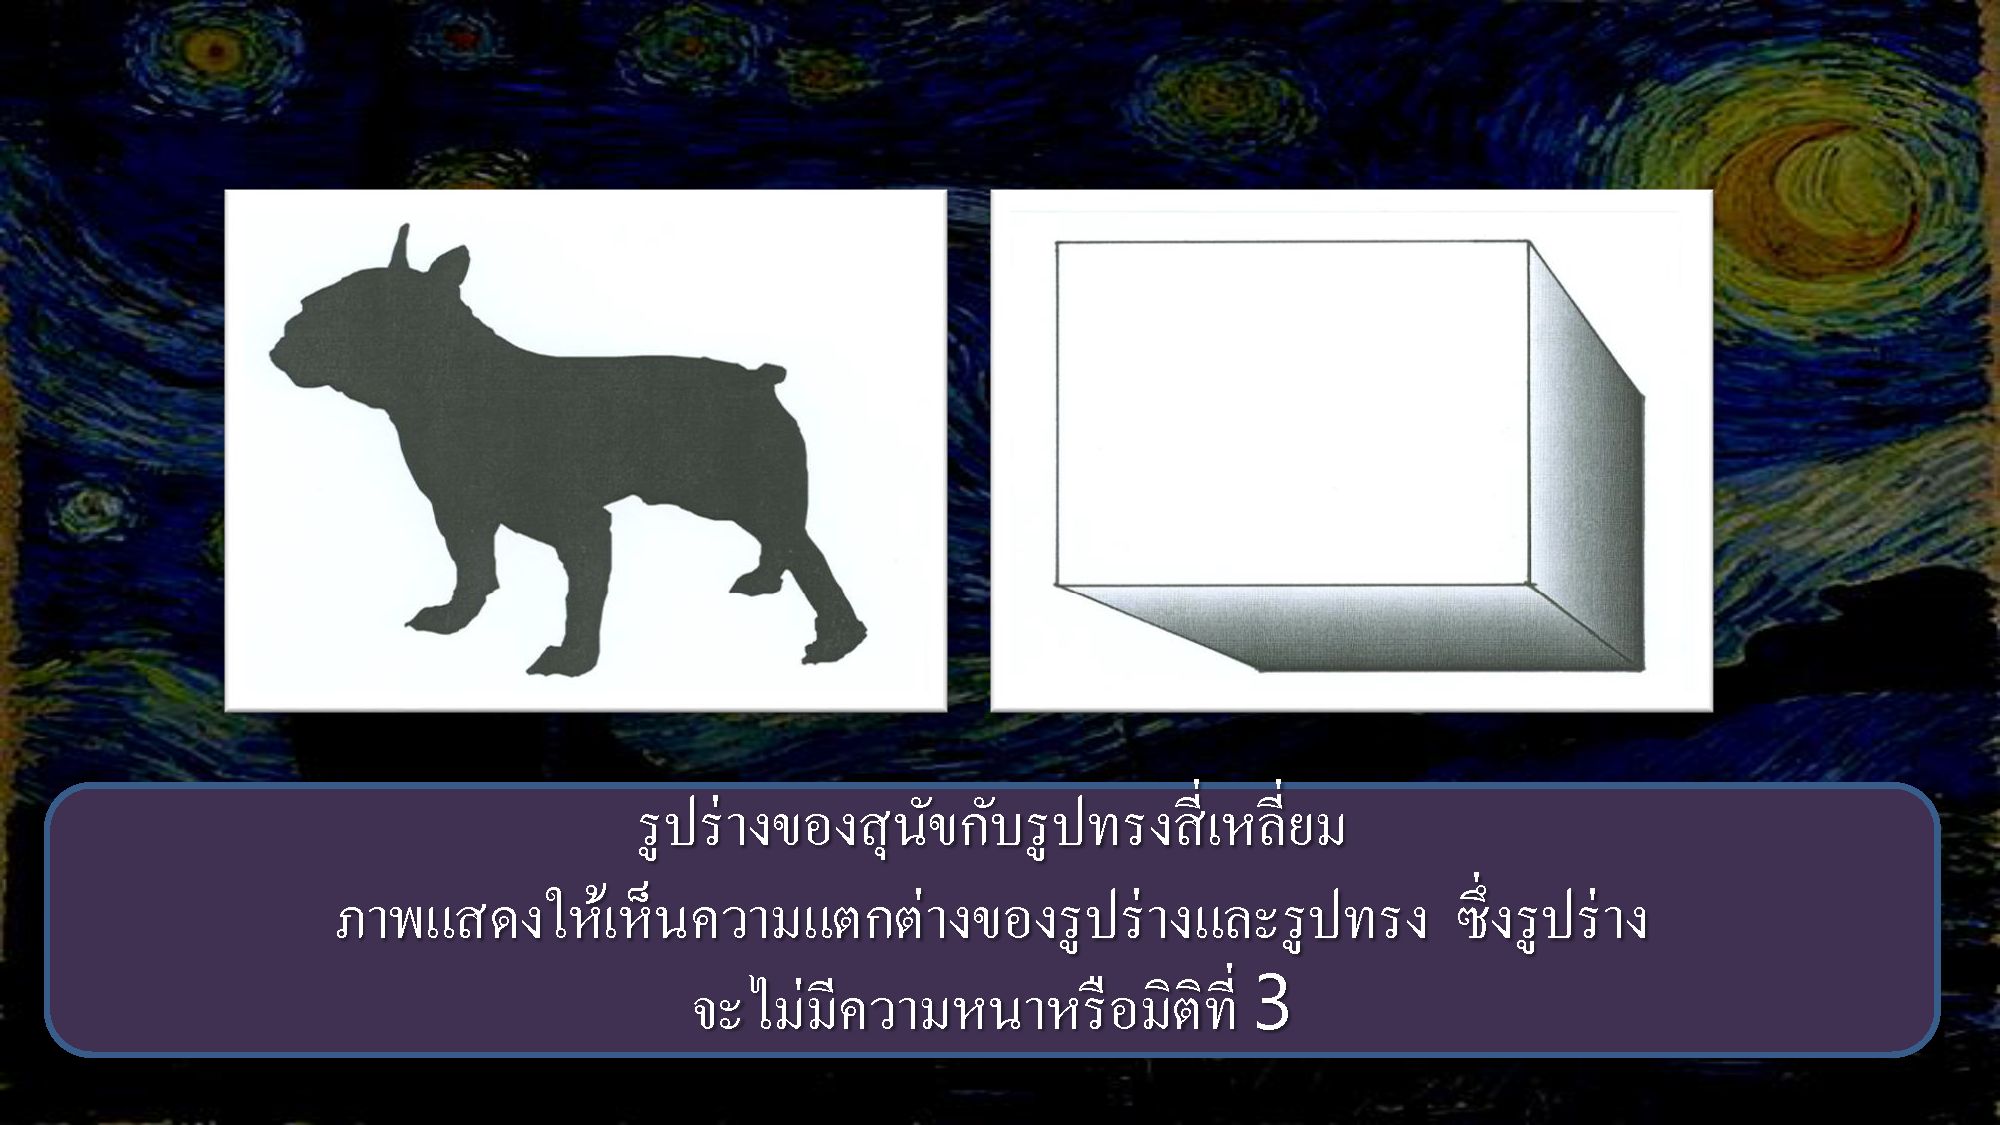 รูปร่างของสุนัขกับรูปทรงสี่เหลี่ยม
ภาพแสดงให้เห็นความแตกต่างของรูปร่างและรูปทรง ซึ่งรูปร่าง
จะไม่มีความหนาหรือมิติที่ 3